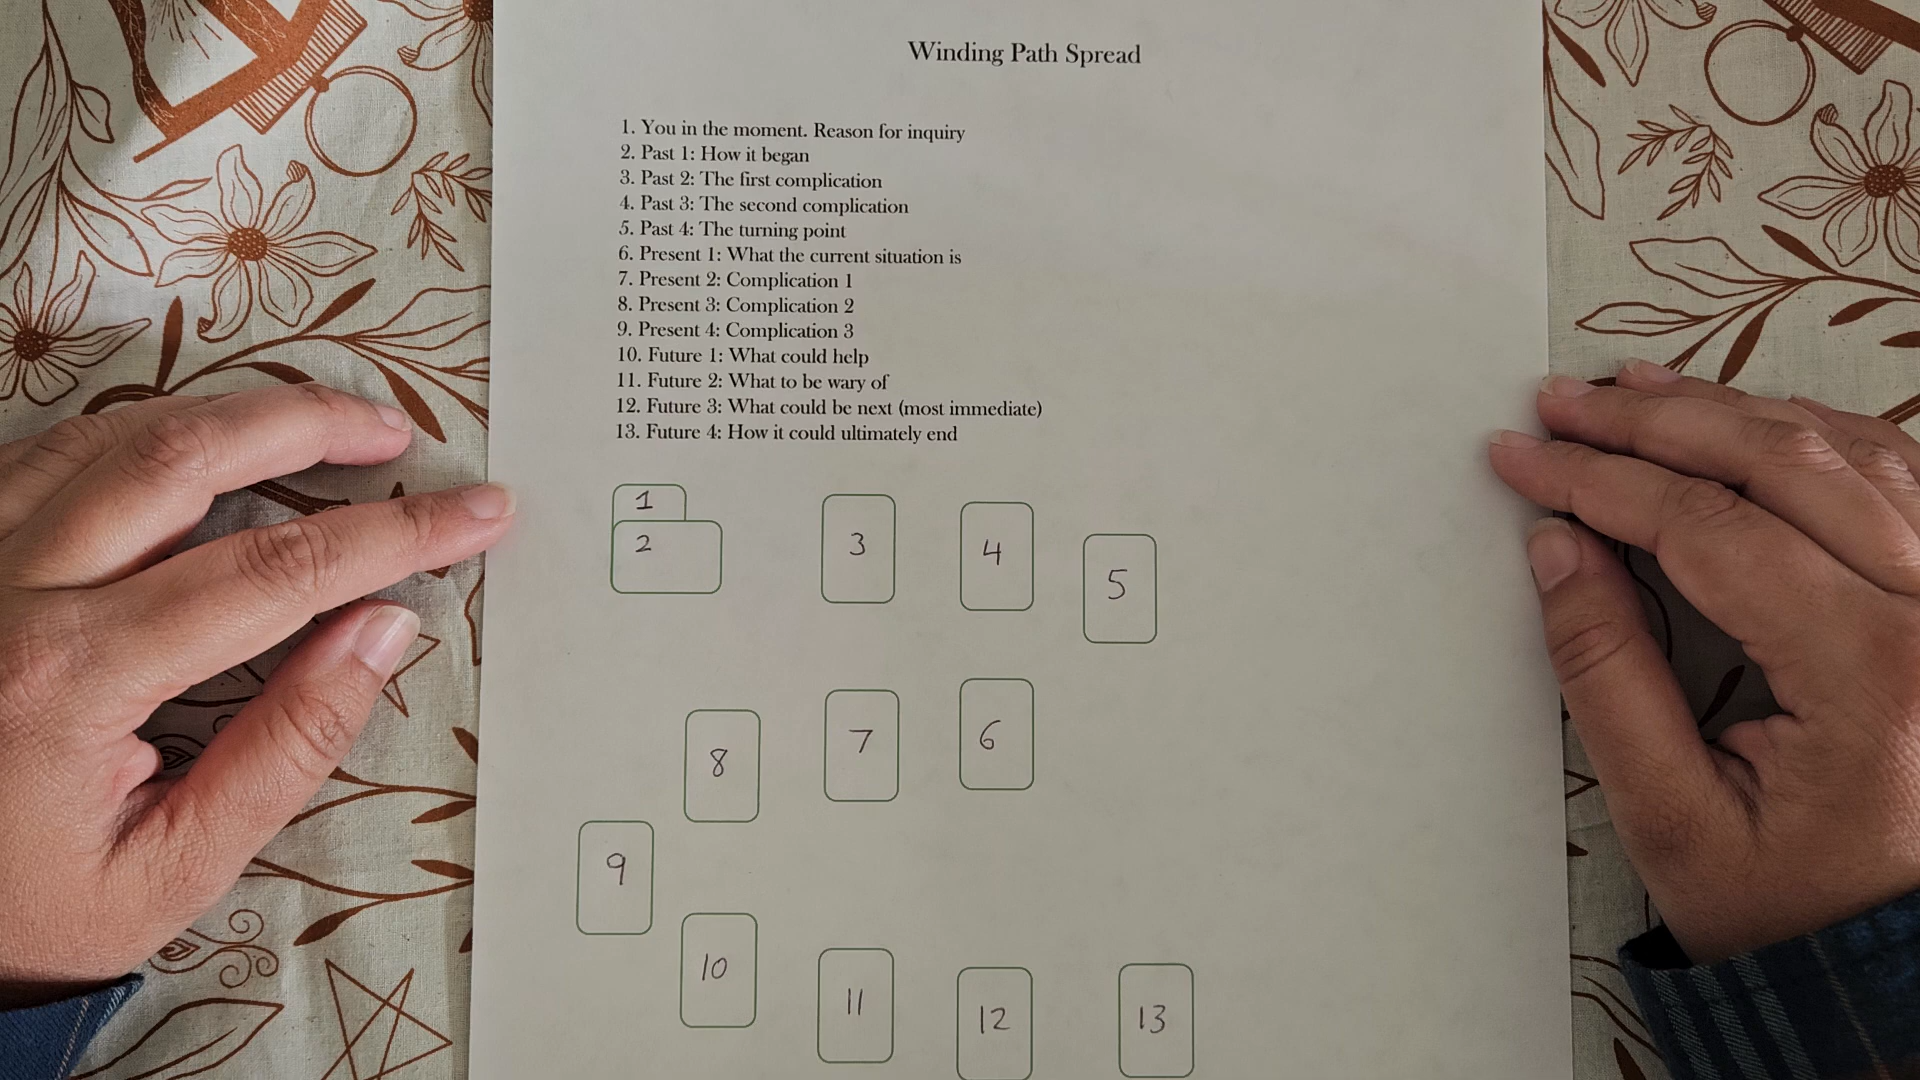 Winding Path Spread
1. You in the moment. Reason for inquiry
2. Past 1: How it began
3. Past 2: The first complication
4. Past 3: The second complication
5. Past 4: The turning point
6. Present 1: What the current situation is
7. Present 2: Complication 1
8. Present 3: Complication 2
9. Present 4: Complication 3
10. Future 1: What could help
11. Future 2: What to be wary of
12. Future 3: What could be next (most immediate)
13. Future 4: How it could ultimately end
1
2
3
4
5
8
7
6
9
10
11
12
13